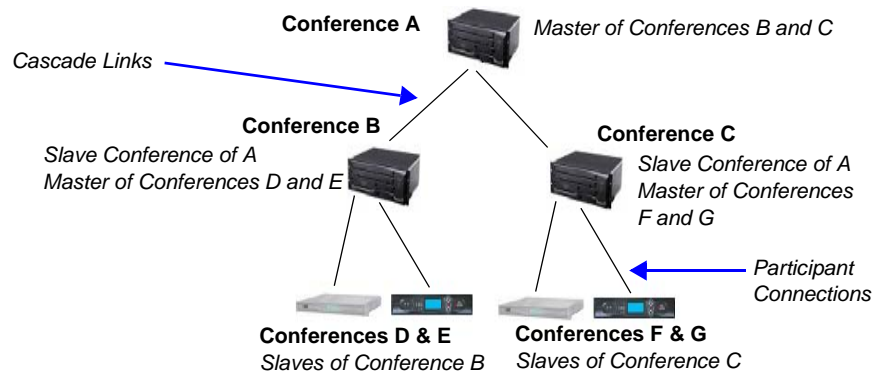 Conference A
Master of Conferences B and C
Cascade Links
Conference B
Slave Conference of A
Master of Conferences D and E
Conference C
Slave Conference of A
Master of Conferences
F and G
Participant
Connections
Conferences D & E
Slaves of Conference B
Conferences F & G
Slaves of Conference C